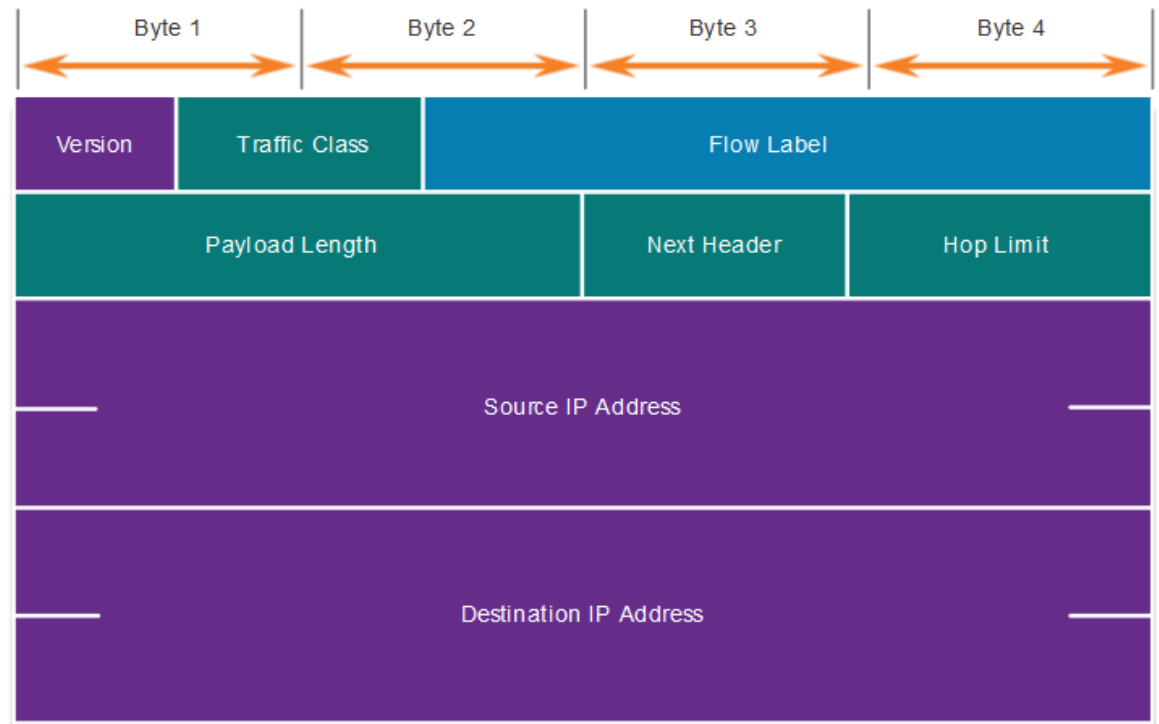 Byte 1 Byte 2 Byte 3 Byte 4
Version Traffic Class Flow Label
Payload Length Next Header Hop Limit
Source IP Address
Destination IP Address